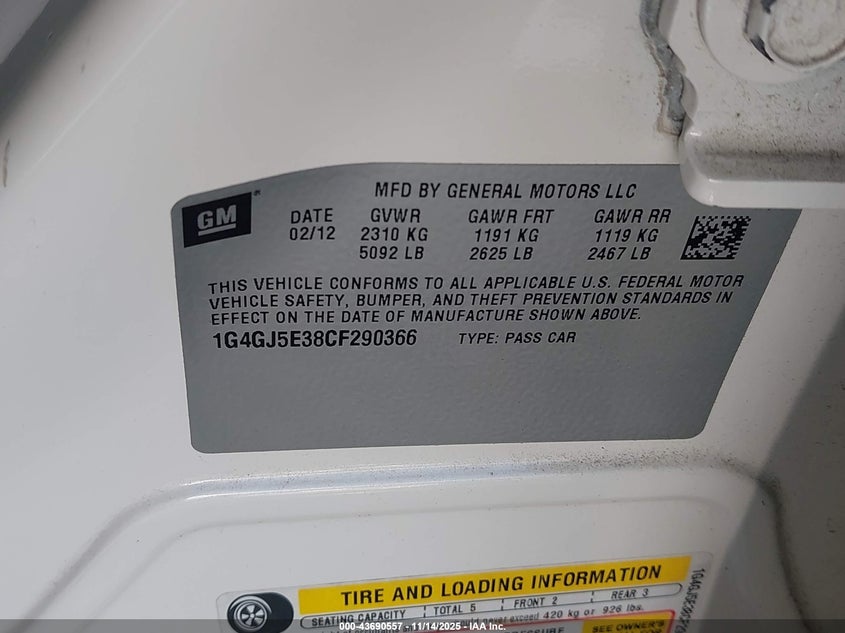 MFD BY GENERAL MOTORS LLC
GM
DATE GVWR GAWR FRT GAWR RR
02/12 2310 KG 1191 KG 1119 KG
5092 LB 2625 LB 2467 LB
THIS VEHICLE CONFORMS TO ALL APPLICABLE U.S. FEDERAL MOTOR
VEHICLE SAFETY, BUMPER, AND THEFT PREVENTION STANDARDS IN
EFFECT ON THE DATE OF MANUFACTURE SHOWN ABOVE.
1G4GJ5E38CF290366 TYPE: PASS CAR
TIRE AND LOADING INFORMATION
SEATING CAPACITY TOTAL 5 FRONT 2 REAR 3
exceed 420 kg or 926 lbs.
SEE OWNER'S
000-43690557 - 11/14/2025 - IAA Inc.